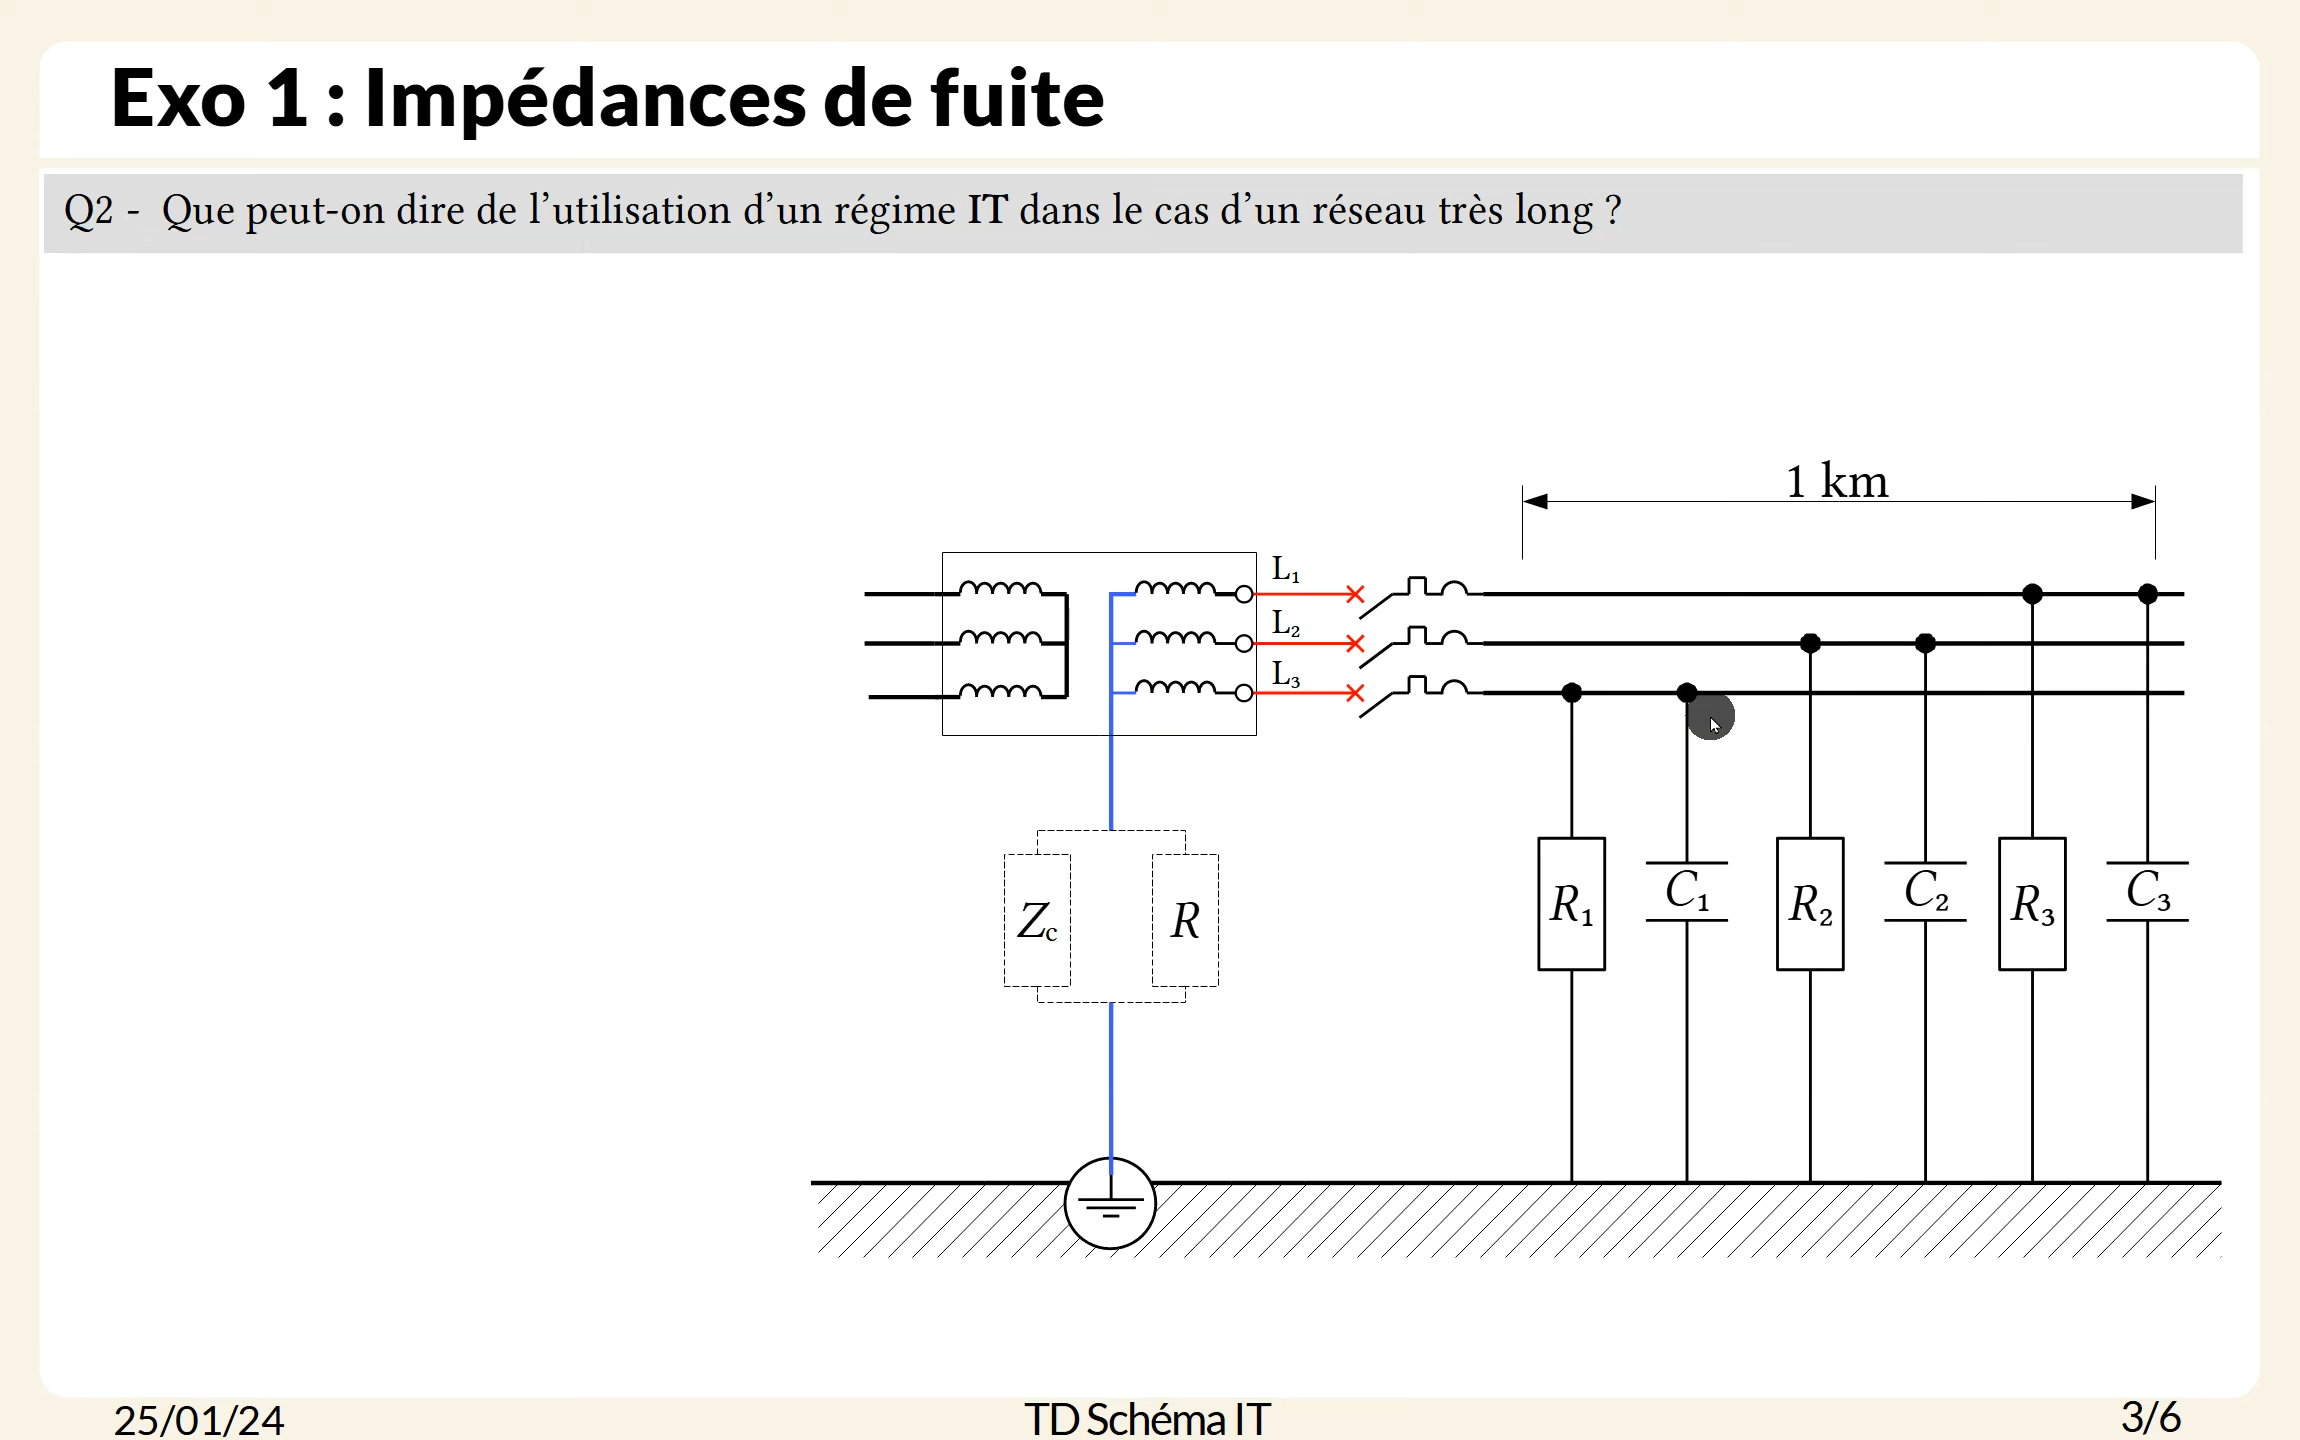 Exo 1 : Impédances de fuite
Q2 - Que peut-on dire de l'utilisation d'un régime IT dans le cas d'un réseau très long ?
1 km
L₁
L₂
L₃
Z_c
R
R₁
C₁
R₂
C₂
R₃
C₃
25/01/24
TD Schéma IT
3/6